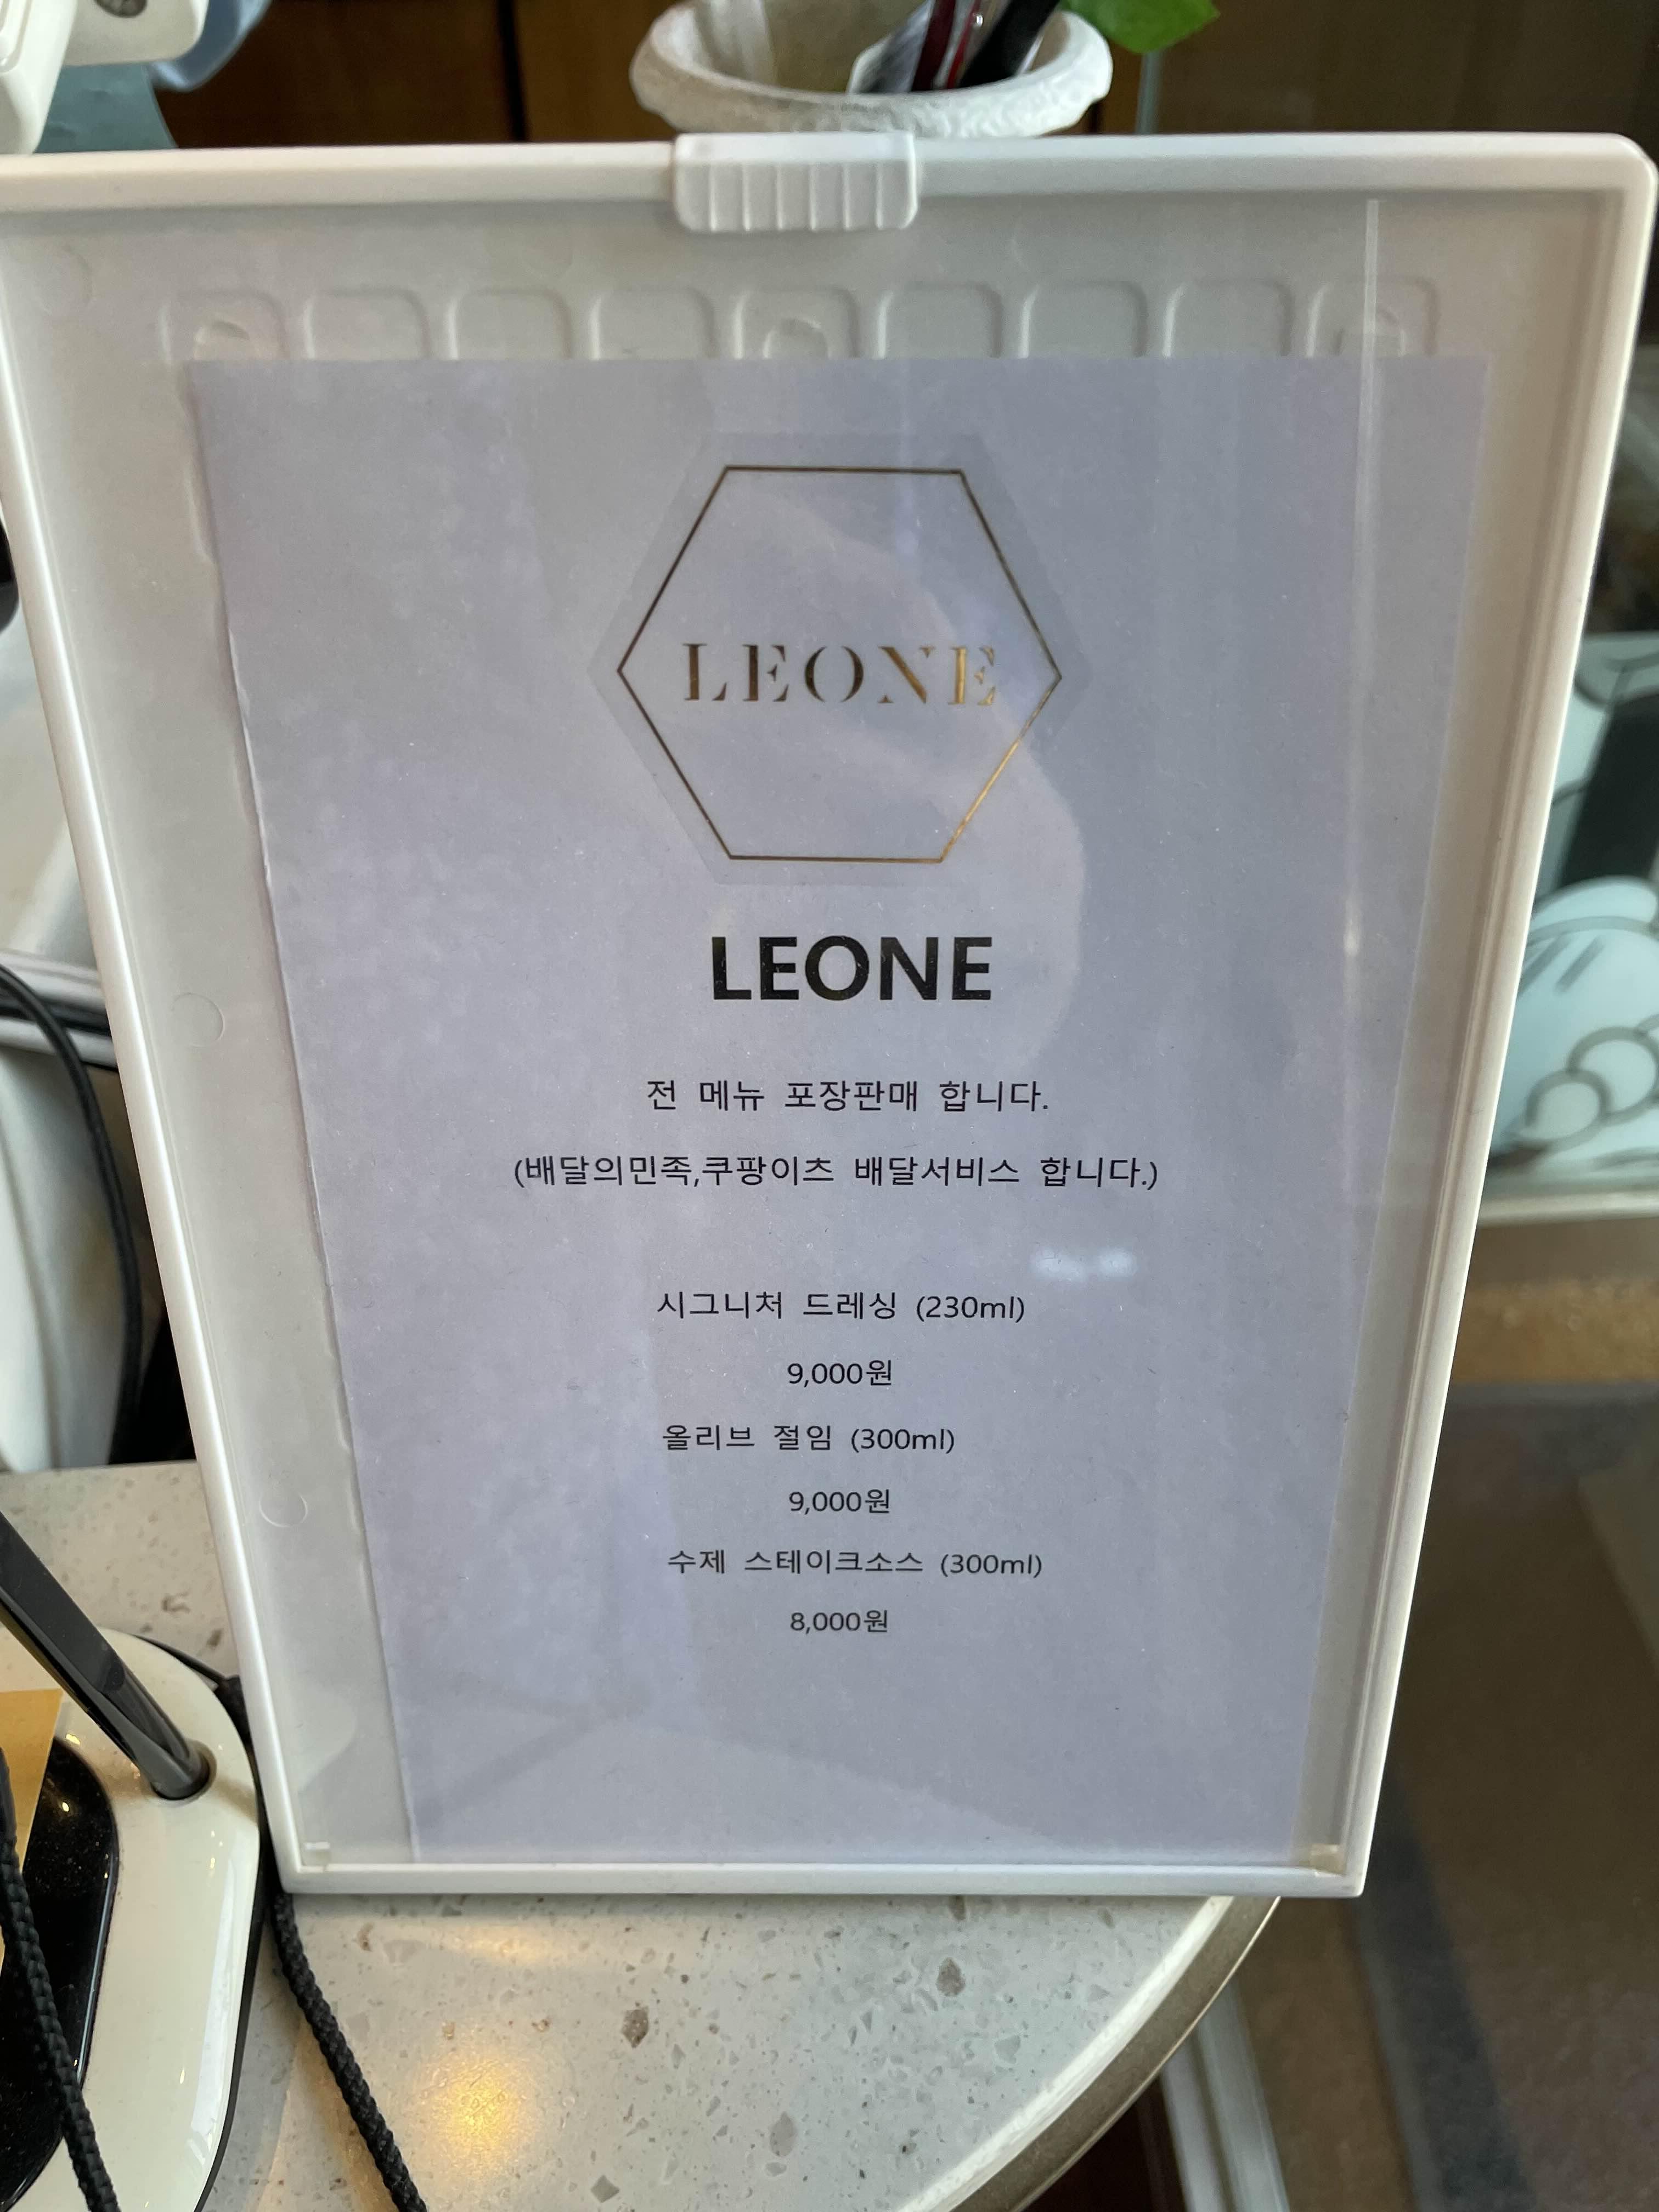 LEONE
LEONE
전 메뉴 포장판매 합니다.
(배달의민족,쿠팡이츠 배달서비스 합니다.)
시그니처 드레싱 (230ml)
9,000원
올리브 절임 (300ml)
9,000원
수제 스테이크소스 (300ml)
8,000원